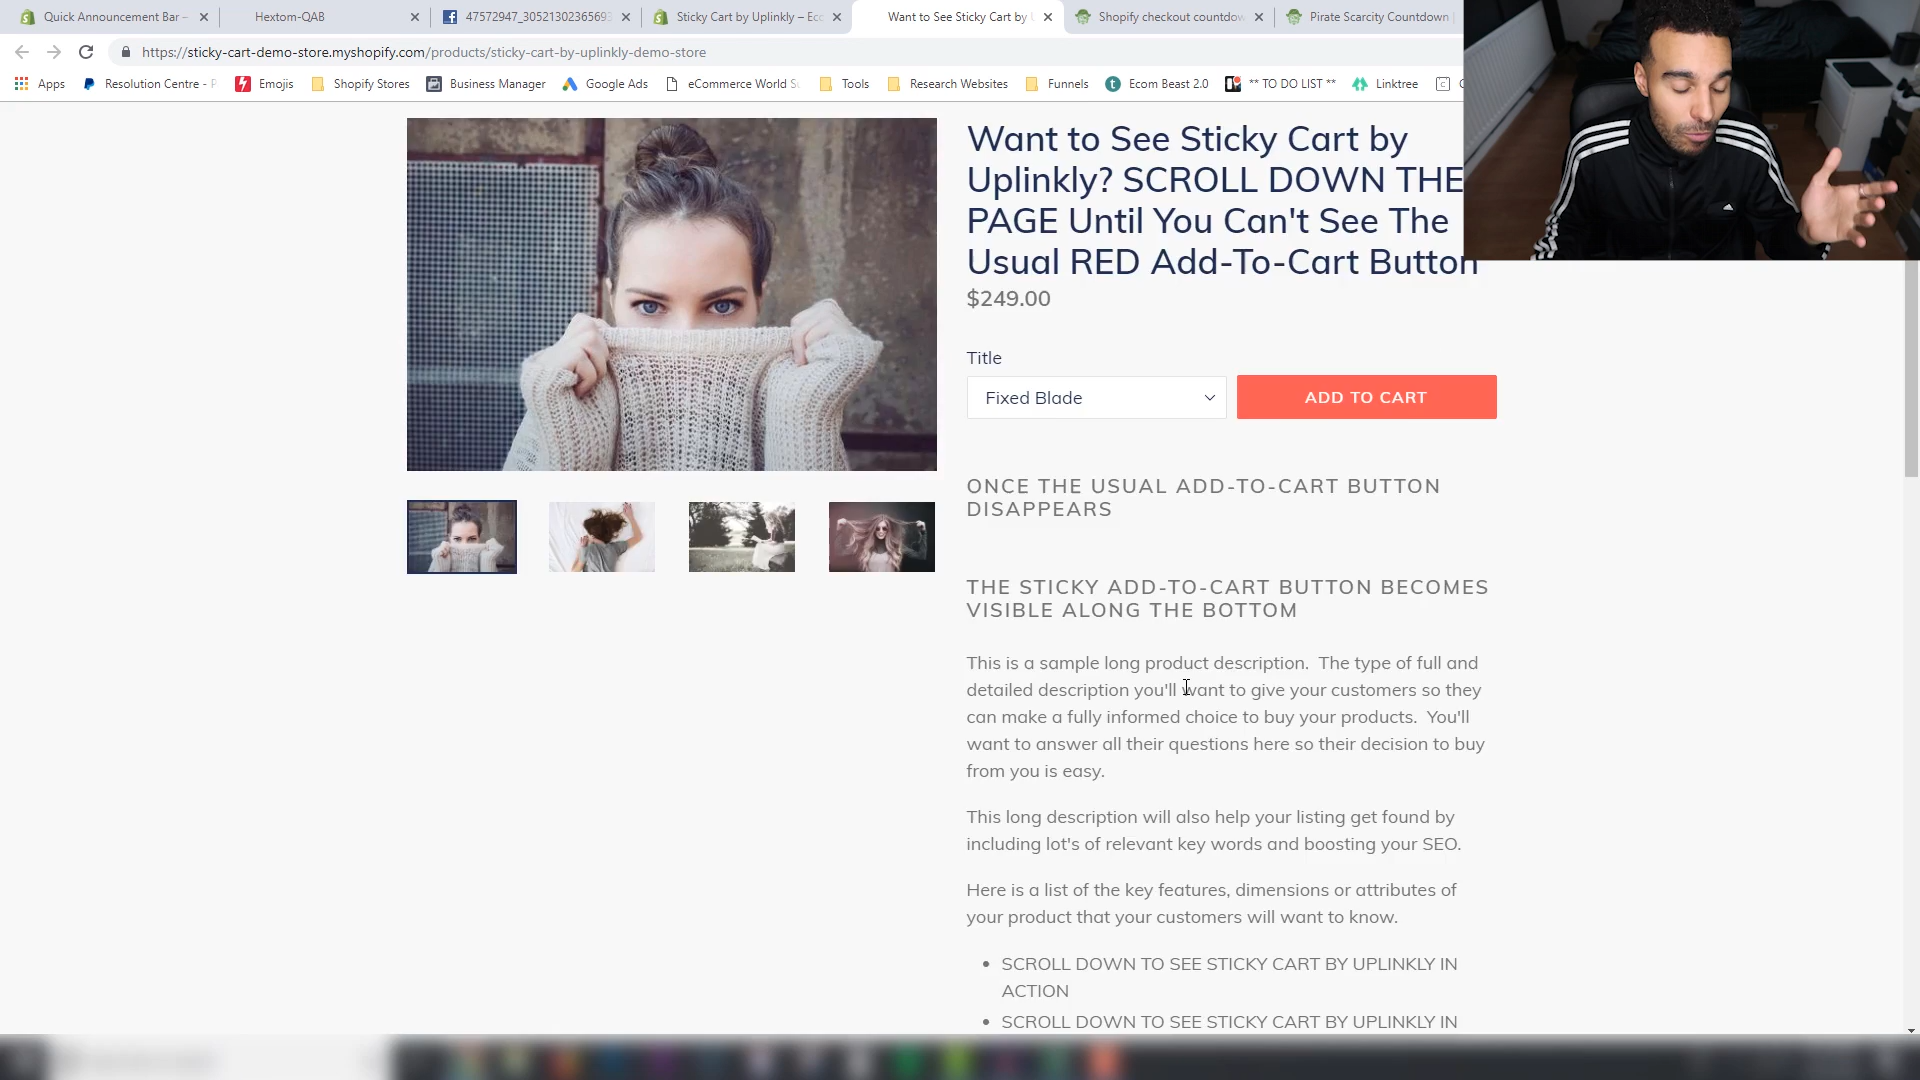 Quick Announcement Bar –
Hextom-QAB
47572947_30521302365693
Sticky Cart by Uplinkly – Eco
Want to See Sticky Cart by
Shopify checkout countdow
Pirate Scarcity Countdown
https://sticky-cart-demo-store.myshopify.com/products/sticky-cart-by-uplinkly-demo-store
Apps
Resolution Centre - P
Emojis
Shopify Stores
Business Manager
Google Ads
eCommerce World Sc
Tools
Research Websites
Funnels
Ecom Beast 2.0
** TO DO LIST **
Linktree
Want to See Sticky Cart by
Uplinkly? SCROLL DOWN THE
PAGE Until You Can't See The
Usual RED Add-To-Cart Button
$249.00
Title
Fixed Blade
ADD TO CART
ONCE THE USUAL ADD-TO-CART BUTTON
DISAPPEARS
THE STICKY ADD-TO-CART BUTTON BECOMES
VISIBLE ALONG THE BOTTOM
This is a sample long product description.  The type of full and
detailed description you'll want to give your customers so they
can make a fully informed choice to buy your products.  You'll
want to answer all their questions here so their decision to buy
from you is easy.
This long description will also help your listing get found by
including lot's of relevant key words and boosting your SEO.
Here is a list of the key features, dimensions or attributes of
your product that your customers will want to know.
• SCROLL DOWN TO SEE STICKY CART BY UPLINKLY IN
ACTION
• SCROLL DOWN TO SEE STICKY CART BY UPLINKLY IN